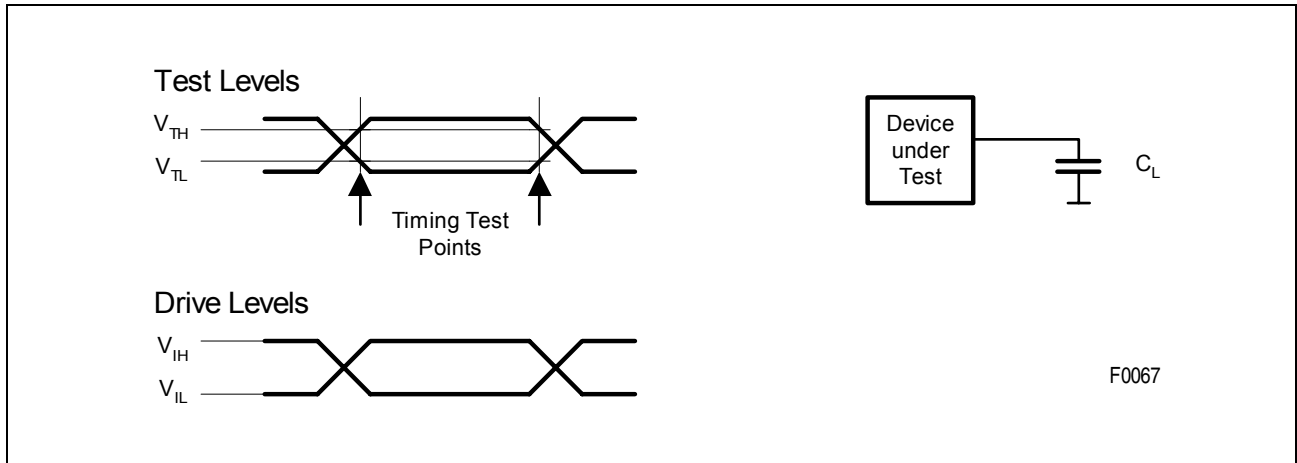 Test Levels
V_TH
V_TL
Timing Test
Points
Device
under
Test
C_L
Drive Levels
V_IH
V_IL
F0067